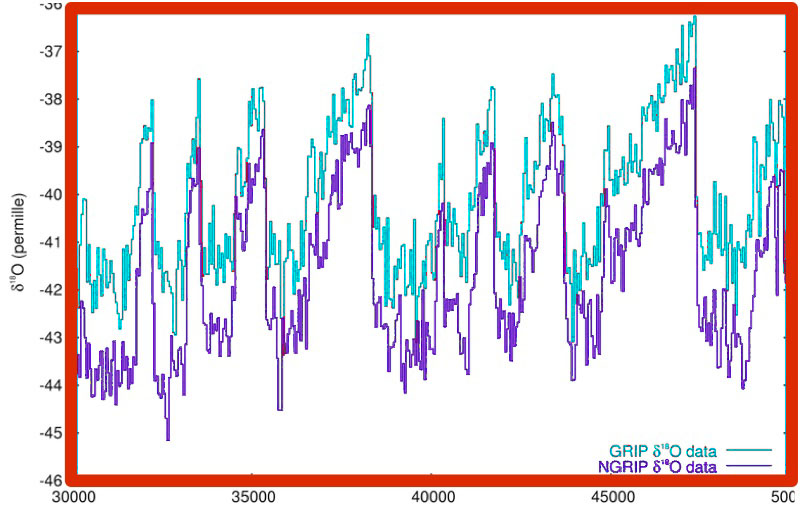 -36
-37
-38
-39
-40
-41
-42
-43
-44
-45
-46
δ¹⁸O (permille)
GRIP δ¹⁸O data
NGRIP δ¹⁸O data
30000 35000 40000 45000 500